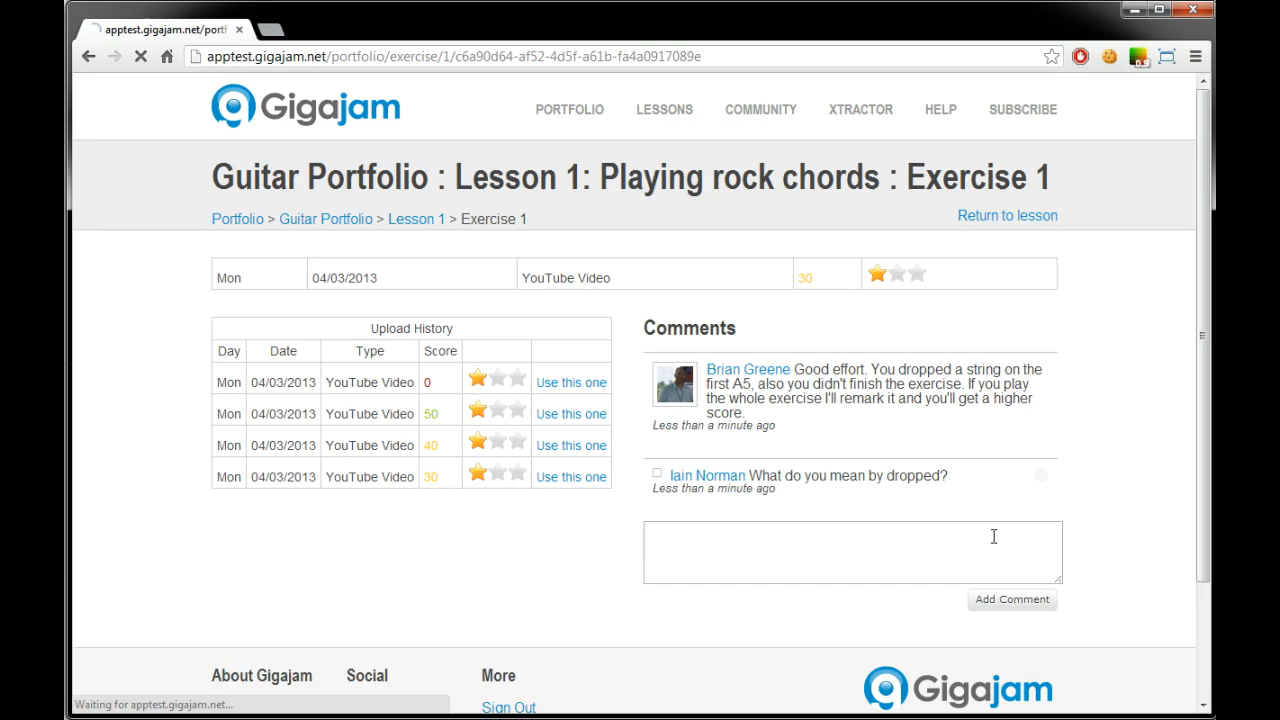 apptest.gigajam.net/portf
apptest.gigajam.net/portfolio/exercise/1/c6a90d64-af52-4d5f-a61b-fa4a0917089e
0.9
Gigajam
PORTFOLIO LESSONS COMMUNITY XTRACTOR HELP SUBSCRIBE
Guitar Portfolio : Lesson 1: Playing rock chords : Exercise 1
Portfolio > Guitar Portfolio > Lesson 1 > Exercise 1
Return to lesson
Mon 04/03/2013 YouTube Video 30
Upload History
Day Date Type Score
Mon 04/03/2013 YouTube Video 0 Use this one
Mon 04/03/2013 YouTube Video 50 Use this one
Mon 04/03/2013 YouTube Video 40 Use this one
Mon 04/03/2013 YouTube Video 30 Use this one
Comments
Brian Greene Good effort. You dropped a string on the
first A5, also you didn't finish the exercise. If you play
the whole exercise I'll remark it and you'll get a higher
score.
Less than a minute ago
Iain Norman What do you mean by dropped?
Less than a minute ago
Add Comment
About Gigajam Social More
Sign Out
Gigajam
Waiting for apptest.gigajam.net...